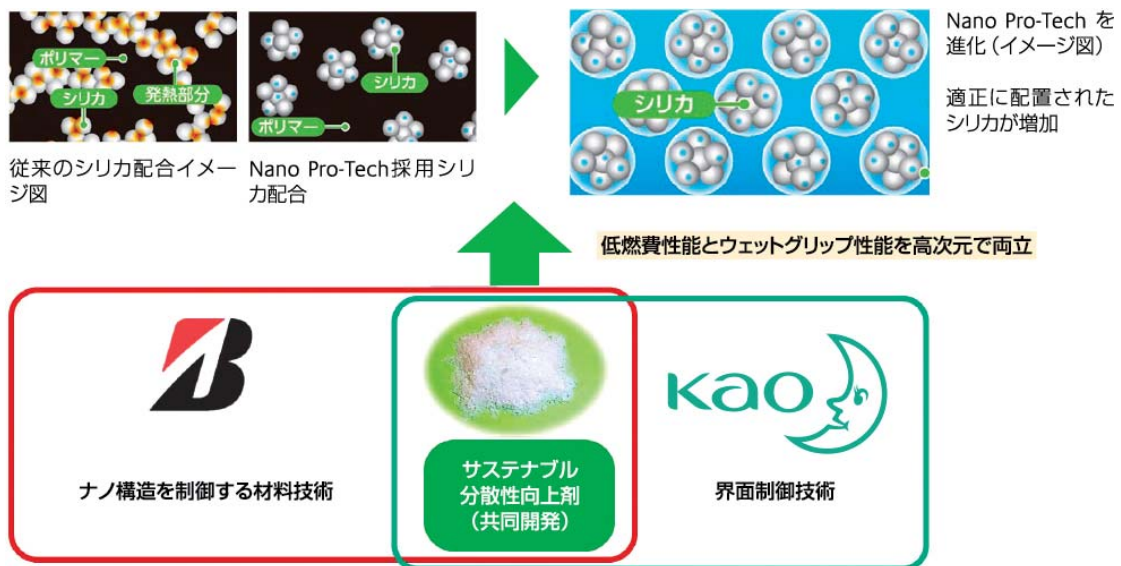 ポリマー
シリカ
発熱部分
シリカ
ポリマー
シリカ
Nano Pro-Tech を
進化（イメージ図）
適正に配置された
シリカが増加
従来のシリカ配合イメー
ジ図
Nano Pro-Tech採用シリ
カ配合
低燃費性能とウェットグリップ性能を高次元で両立
B
Kao
サステナブル
分散性向上剤
（共同開発）
ナノ構造を制御する材料技術
界面制御技術